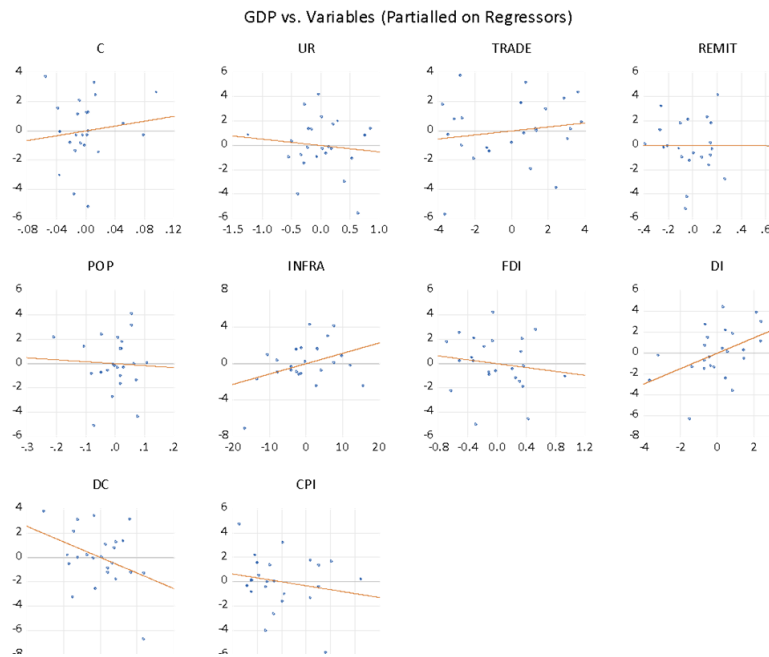 GDP vs. Variables (Partialled on Regressors)
C UR TRADE REMIT
4 6 4 6
2 4 2 4
0 2 0 2
-2 0 -2 0
-4 -2 -4 -2
-6 -4 -6 -4
-6 -6
-.08 -.04 .00 .04 .08 .12 -1.5 -1.0 -0.5 0.0 0.5 1.0 -4 -2 0 2 4 -.4 -.2 .0 .2 .4 .6
POP INFRA FDI DI
6 8 6 6
4 4 4 4
2 0 2 2
0 -4 0 0
-2 -8 -2 -2
-4 -4 -4
-6 -6 -6
-8
-.3 -.2 -.1 .0 .1 .2 -20 -10 0 10 20 -0.8 -0.4 0.0 0.4 0.8 1.2 -4 -2 0 2
DC CPI
4 6
2 4
0 2
-2 0
-4 -2
-6 -4
-8 -6